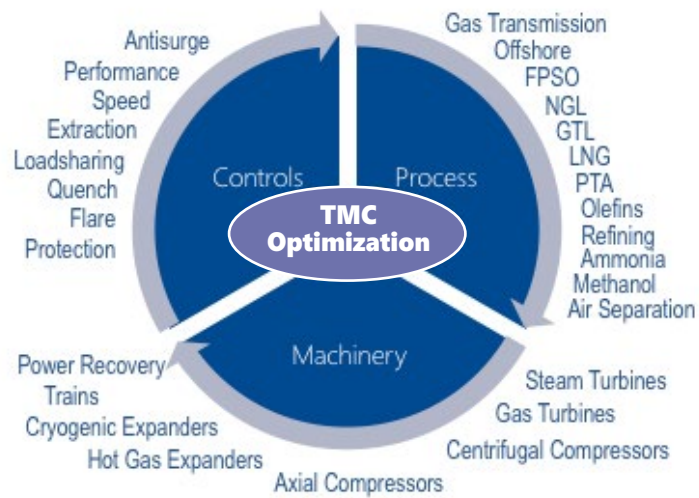 Antisurge
Performance
Speed
Extraction
Loadsharing
Quench
Flare
Protection
Controls
Process
TMC
Optimization
Machinery
Gas Transmission
Offshore
FPSO
NGL
GTL
LNG
PTA
Olefins
Refining
Ammonia
Methanol
Air Separation
Steam Turbines
Gas Turbines
Centrifugal Compressors
Axial Compressors
Hot Gas Expanders
Cryogenic Expanders
Power Recovery
Trains